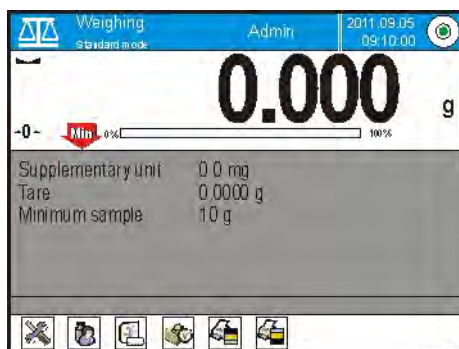 Weighing
Standard mode
Admin
2011.09.05
09:10:00
0.000 g
-0- Min 0% 100%
Supplementary unit 0.0 mg
Tare 0.0000 g
Minimum sample 10 g